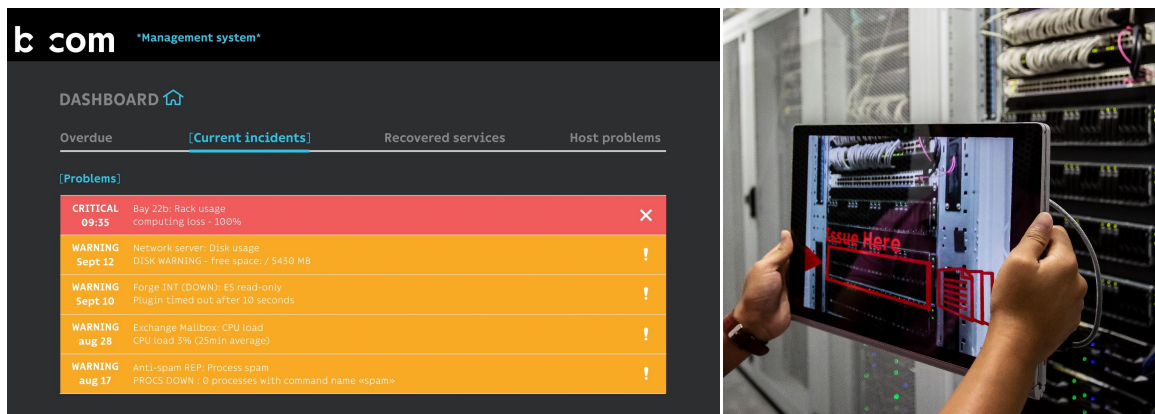 b com
*Management system*
DASHBOARD
Overdue
[Current incidents]
Recovered services
Host problems
[Problems]
CRITICAL
09:35
Bay 22b: Rack usage
computing loss - 100%
WARNING
Sept 12
Network server: Disk usage
DISK WARNING - free space: / 5430 MB
WARNING
Sept 10
Forge INT (DOWN): ES read-only
Plugin timed out after 10 seconds
WARNING
aug 28
Exchange Mailbox: CPU load
CPU load 3% (25min average)
WARNING
aug 17
Anti-spam REP: Process spam
PROCS DOWN : 0 processes with command name «spam»
Issue Here